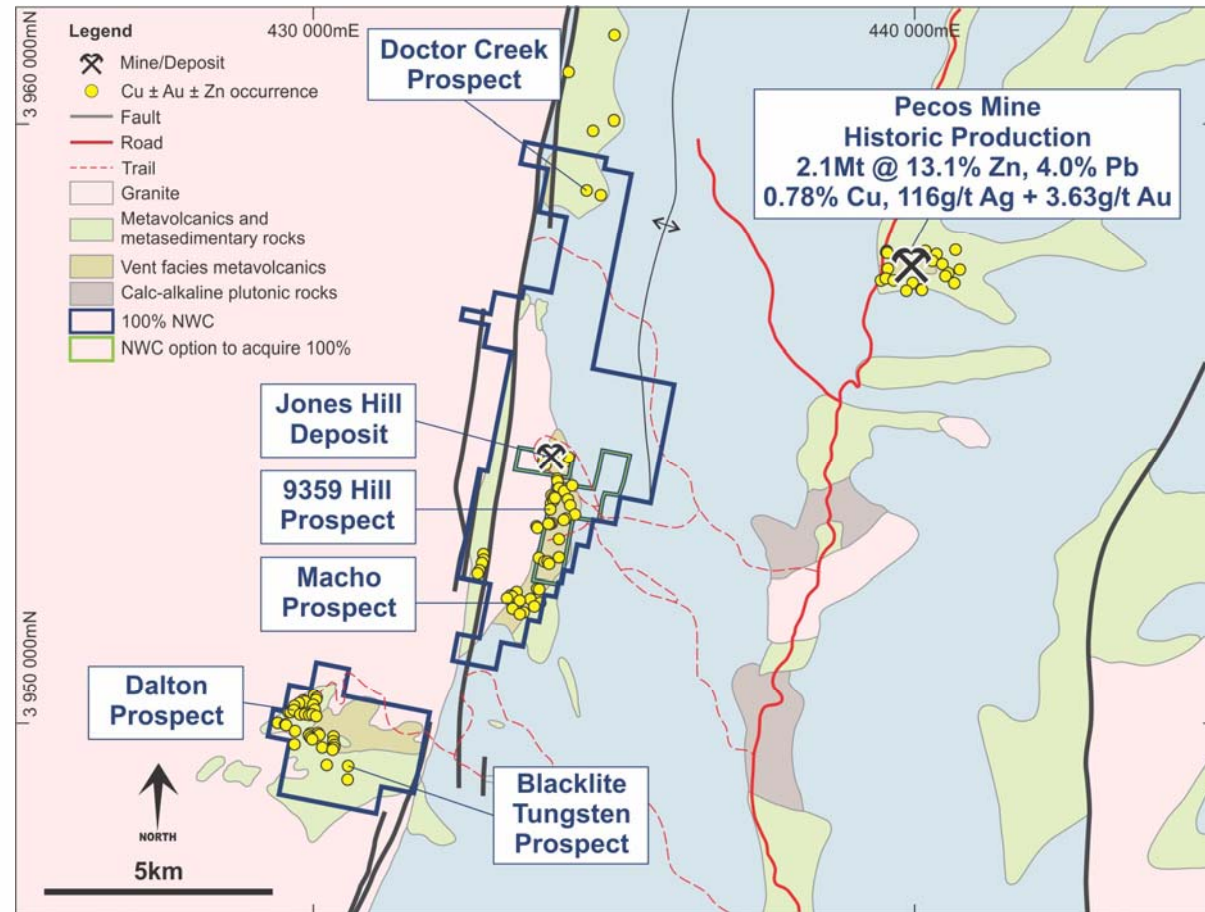 Legend
Mine/Deposit
Cu ± Au ± Zn occurrence
Fault
Road
Trail
Granite
Metavolcanics and
metasedimentary rocks
Vent facies metavolcanics
Calc-alkaline plutonic rocks
100% NWC
NWC option to acquire 100%
430 000mE
440 000mE
3 960 000mN
3 950 000mN
Doctor Creek
Prospect
Pecos Mine
Historic Production
2.1Mt @ 13.1% Zn, 4.0% Pb
0.78% Cu, 116g/t Ag + 3.63g/t Au
Jones Hill
Deposit
9359 Hill
Prospect
Macho
Prospect
Dalton
Prospect
Blacklite
Tungsten
Prospect
NORTH
5km